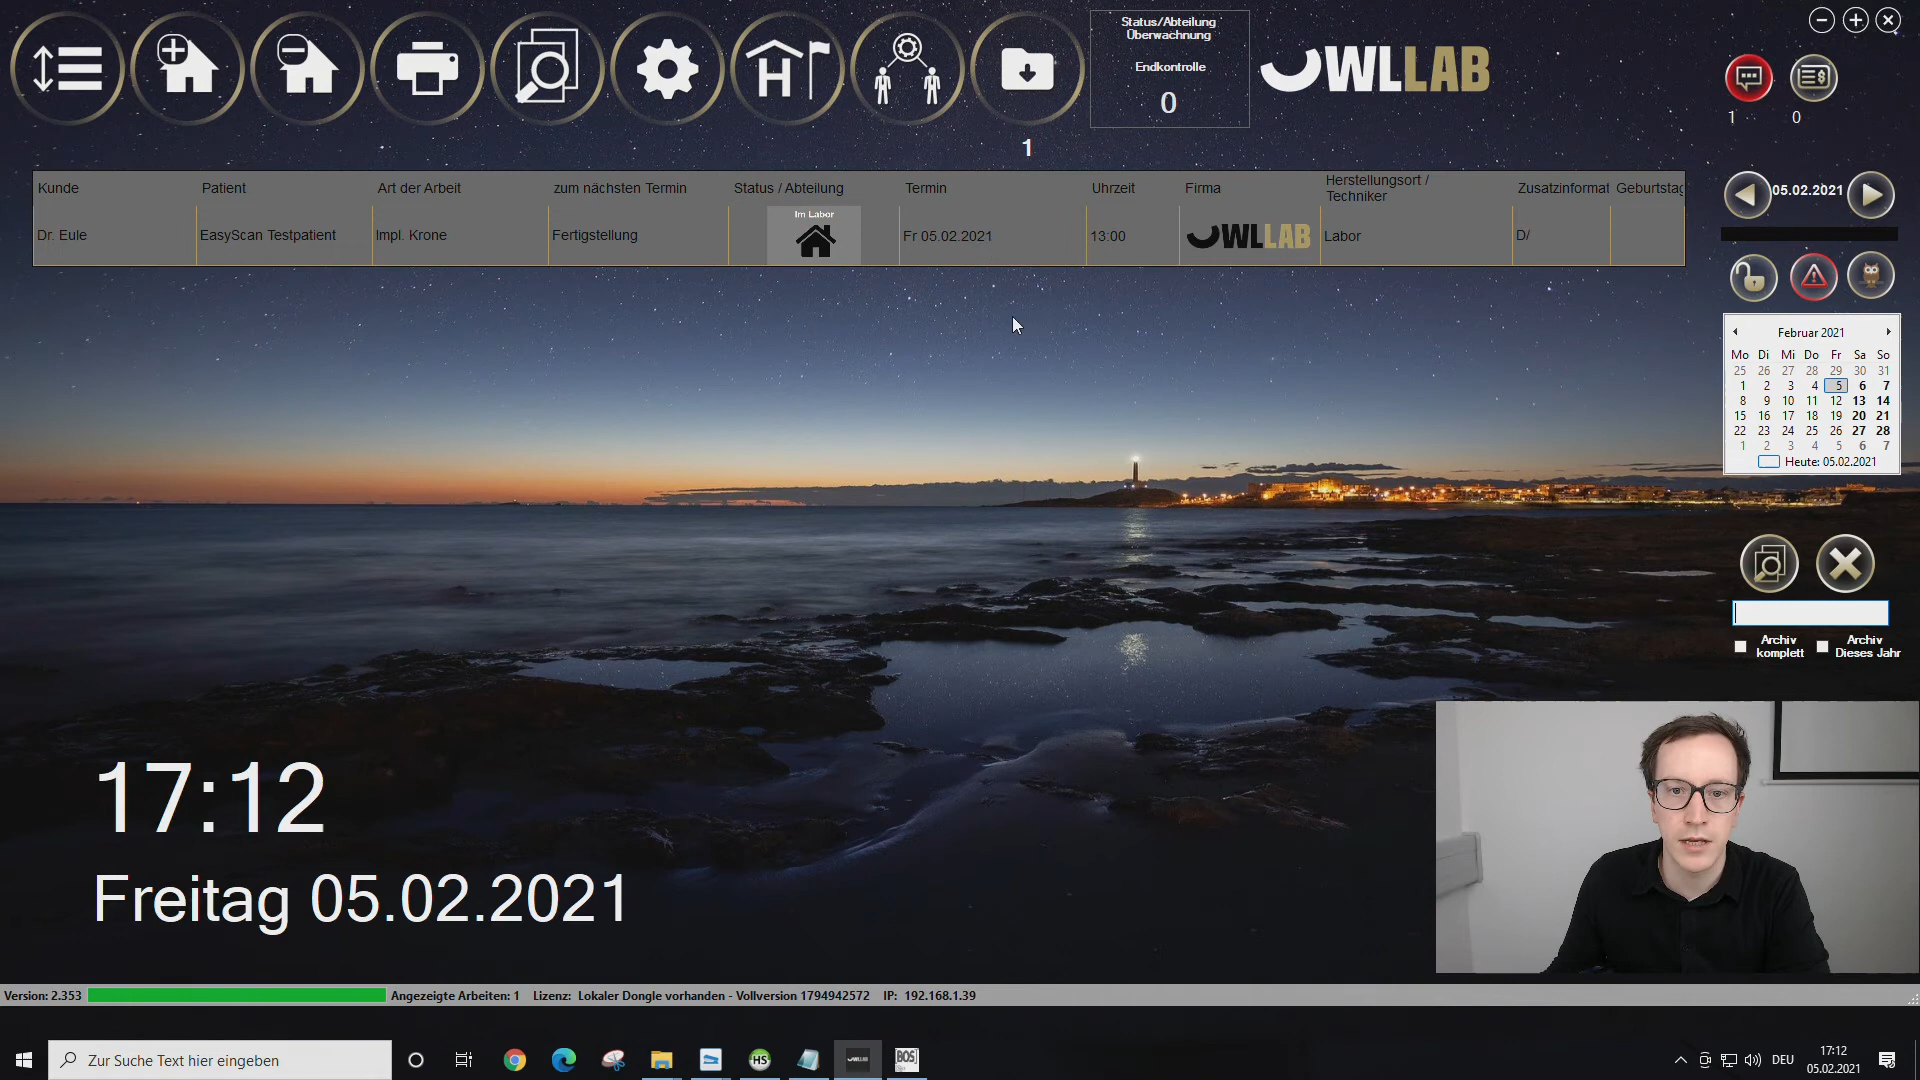 Status/Abteilung
Überwachnung
Endkontrolle
0
WLLAB
1
1
0
Kunde
Patient
Art der Arbeit
zum nächsten Termin
Status / Abteilung
Termin
Uhrzeit
Firma
Herstellungsort /
Techniker
Zusatzinformat
Geburtstag
Dr. Eule
EasyScan Testpatient
Impl. Krone
Fertigstellung
Im Labor
Fr 05.02.2021
13:00
WLLAB
Labor
D/
05.02.2021
Februar 2021
Mo Di Mi Do Fr Sa So
25 26 27 28 29 30 31
1 2 3 4 5 6 7
8 9 10 11 12 13 14
15 16 17 18 19 20 21
22 23 24 25 26 27 28
1 2 3 4 5 6 7
Heute: 05.02.2021
Archiv
komplett
Archiv
Dieses Jahr
17:12
Freitag 05.02.2021
Version: 2.353
Angezeigte Arbeiten: 1
Lizenz: Lokaler Dongle vorhanden - Vollversion 1794942572
IP: 192.168.1.39
Zur Suche Text hier eingeben
HS
BOS
DEU
17:12
05.02.2021